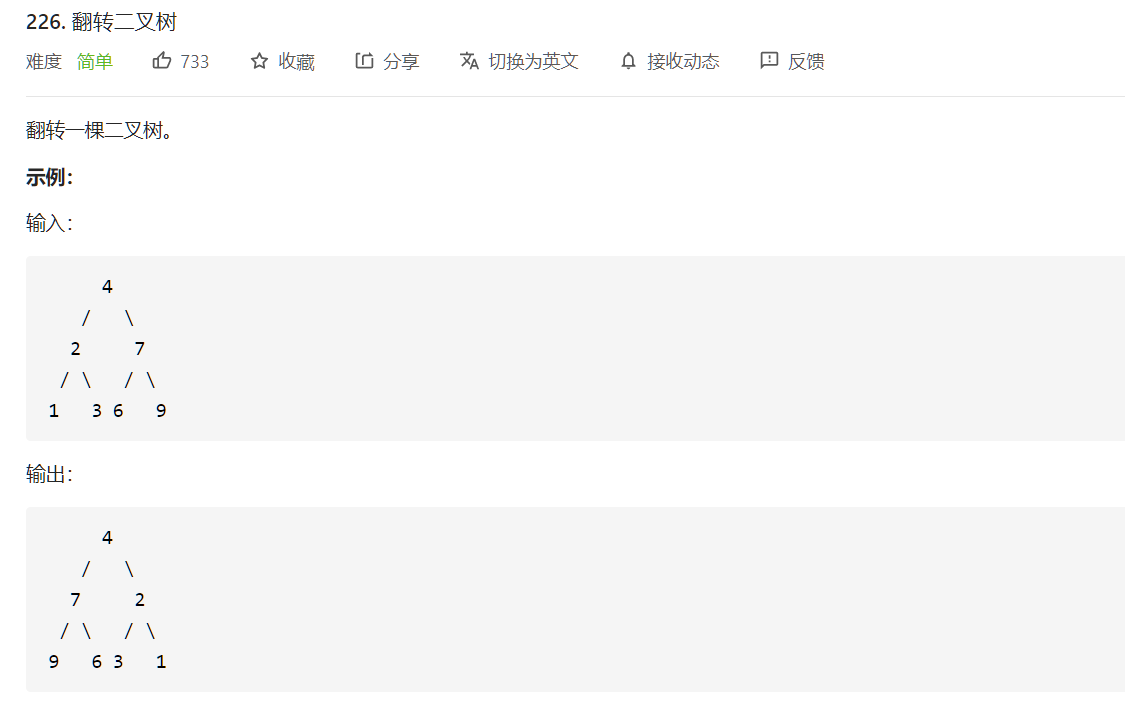 226. 翻转二叉树
难度 简单 733 收藏 分享 切换为英文 接收动态 反馈
翻转一棵二叉树。
示例：
输入：
4
/ \
2 7
/ \ / \
1 3 6 9
输出：
4
/ \
7 2
/ \ / \
9 6 3 1